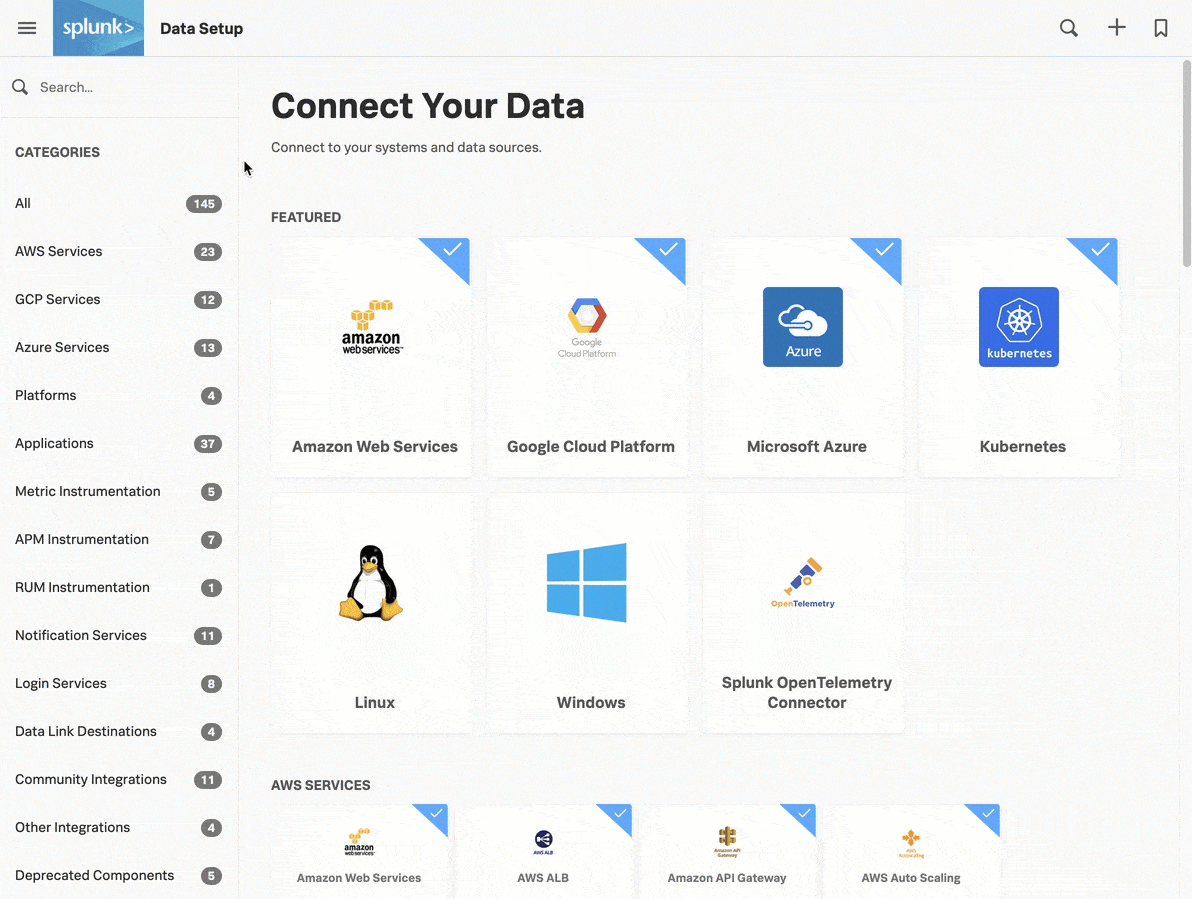 splunk>
Data Setup
Search...
CATEGORIES
All 145
AWS Services 23
GCP Services 12
Azure Services 13
Platforms 4
Applications 37
Metric Instrumentation 5
APM Instrumentation 7
RUM Instrumentation 1
Notification Services 11
Login Services 8
Data Link Destinations 4
Community Integrations 11
Other Integrations 4
Deprecated Components 5
Connect Your Data
Connect to your systems and data sources.
FEATURED
amazon
web services™
Amazon Web Services
Google
Cloud Platform
Google Cloud Platform
Azure
Microsoft Azure
kubernetes
Kubernetes
Linux
Windows
OpenTelemetry
Splunk OpenTelemetry
Connector
AWS SERVICES
amazon
web services™
Amazon Web Services
AWS ALB
AWS ALB
Amazon API
Gateway
Amazon API Gateway
AWS
Autoscaling
AWS Auto Scaling